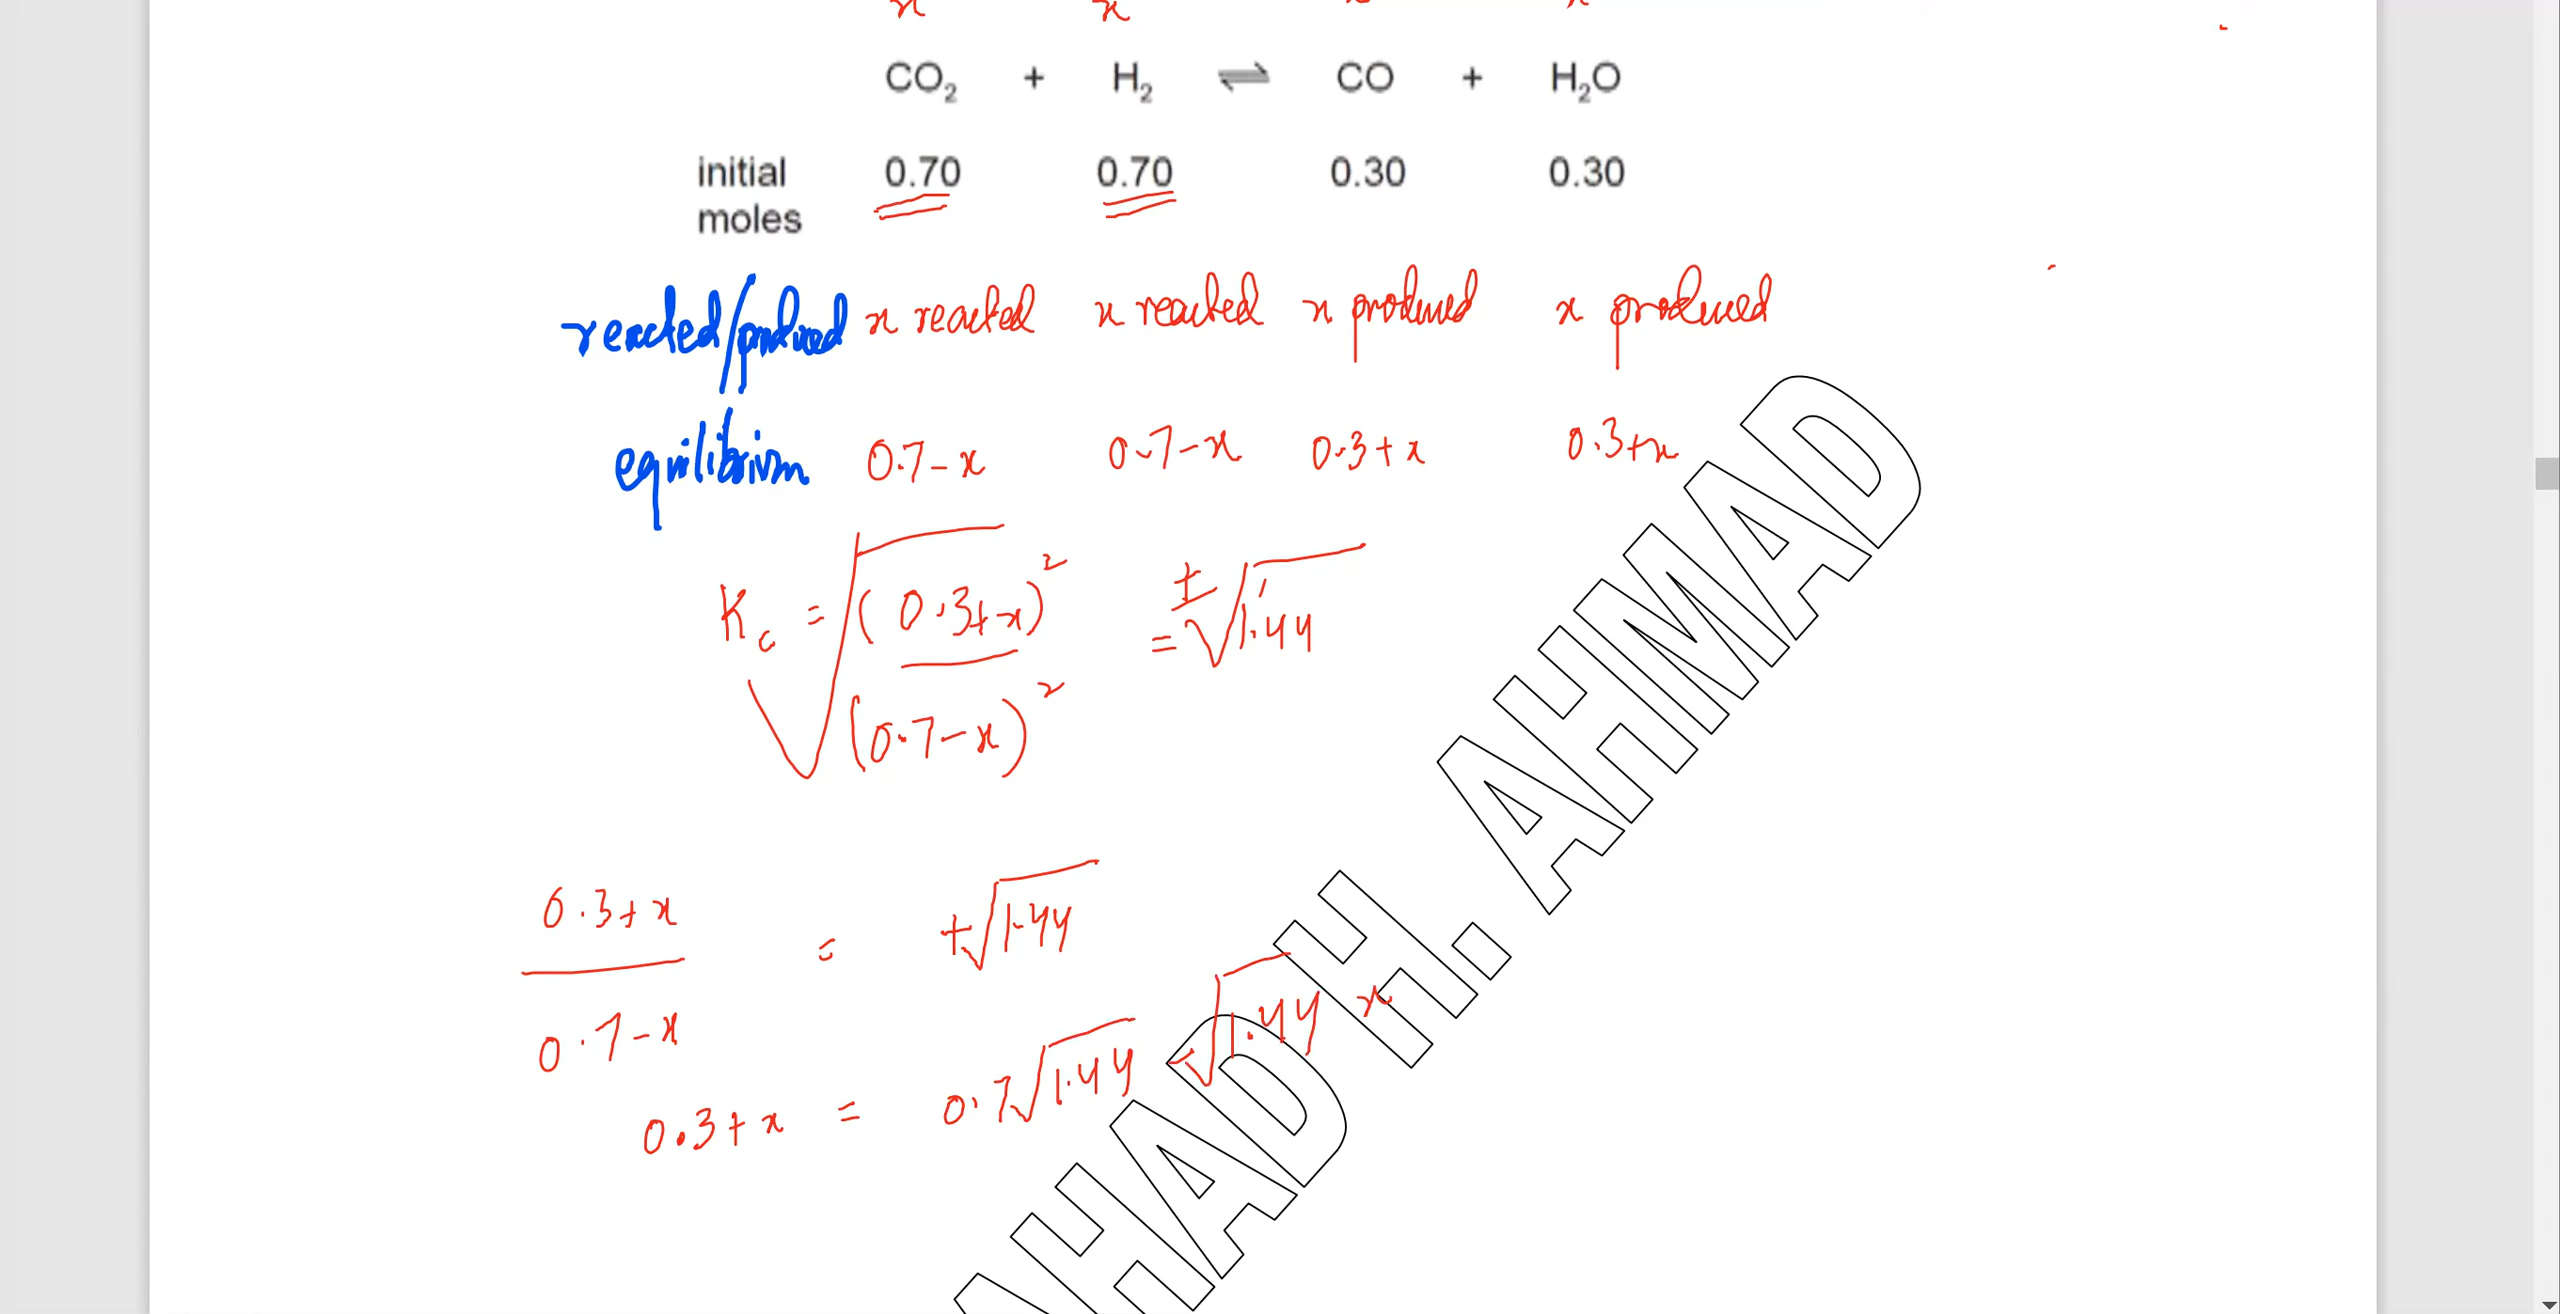 x x x x
CO₂ + H₂ ⇌ CO + H₂O
initial moles 0.70 0.70 0.30 0.30
reacted/produced x reacted x reacted x produced x produced
equilibrium 0.7-x 0.7-x 0.3+x 0.3+x
K_c = √(0.3+x)² / (0.7-x)² = ±√1.44
0.3+x / 0.7-x = +√1.44
0.3+x = 0.7√1.44 -√1.44 x
AHAD H. AHMAD